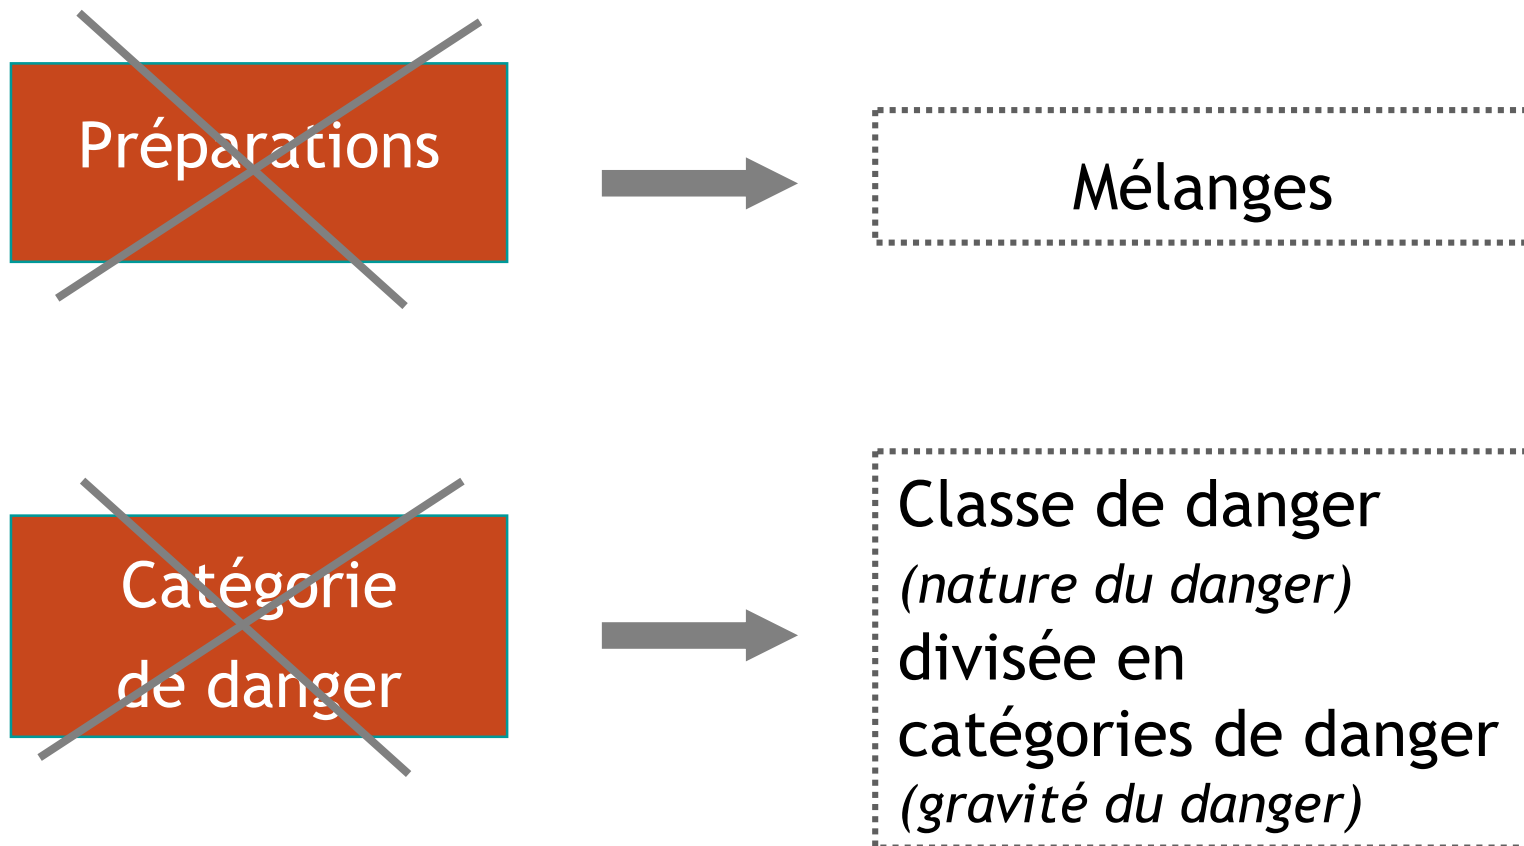 Préparations
Mélanges
Catégorie
de danger
Classe de danger
(nature du danger)
divisée en
catégories de danger
(gravité du danger)